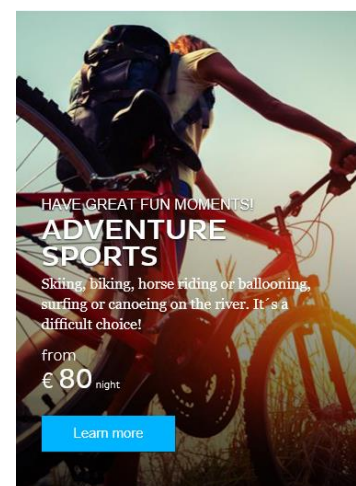 HAVE GREAT FUN MOMENTS!
ADVENTURE
SPORTS
Skiing, biking, horse riding or ballooning,
surfing or canoeing on the river. It´s a
difficult choice!
from
€ 80 night
Learn more